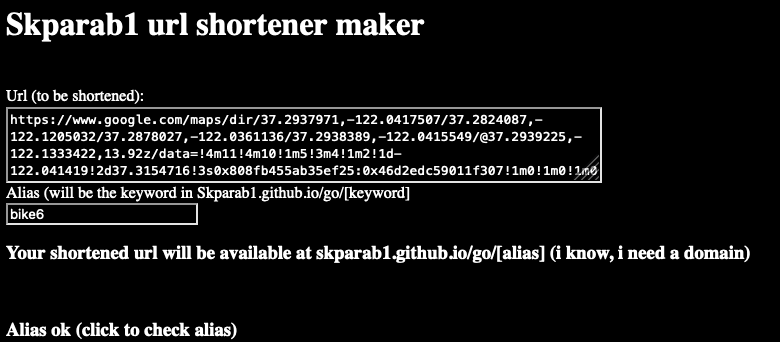 Skparab1 url shortener maker
Url (to be shortened):
https://www.google.com/maps/dir/37.2937971,-122.0417507/37.2824087,-
122.1205032/37.2878027,-122.0361136/37.2938389,-122.0415549/@37.2939225,-
122.1333422,13.92z/data=!4m11!4m10!1m5!3m4!1m2!1d-
122.041419!2d37.3154716!3s0x808fb455ab35ef25:0x46d2edc59011f307!1m0!1m0!1m0
Alias (will be the keyword in Skparab1.github.io/go/[keyword]
bike6
Your shortened url will be available at skparab1.github.io/go/[alias] (i know, i need a domain)
Alias ok (click to check alias)